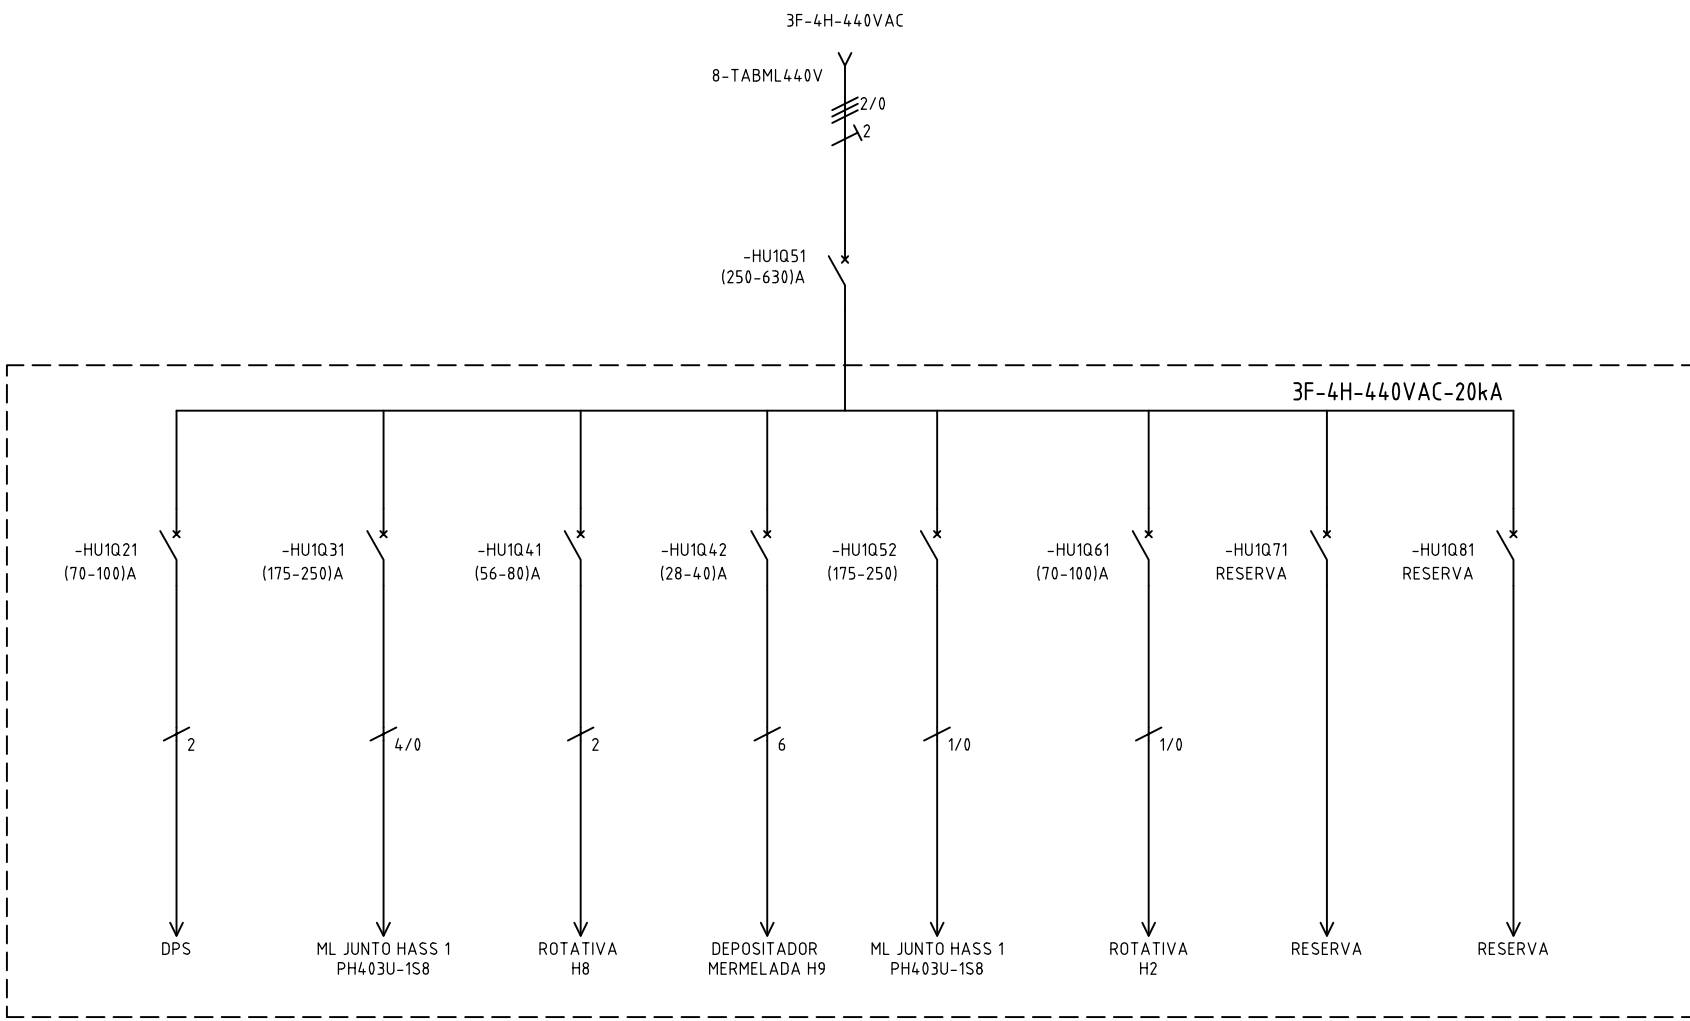 3F-4H-440VAC
8-TABML440V
2/0
2
-HU1Q51
(250-630)A
3F-4H-440VAC-20kA
-HU1Q21
(70-100)A
-HU1Q31
(175-250)A
-HU1Q41
(56-80)A
-HU1Q42
(28-40)A
-HU1Q52
(175-250)
-HU1Q61
(70-100)A
-HU1Q71
RESERVA
-HU1Q81
RESERVA
2
4/0
2
6
1/0
1/0
DPS
ML JUNTO HASS 1
PH403U-1S8
ROTATIVA
H8
DEPOSITADOR
MERMELADA H9
ML JUNTO HASS 1
PH403U-1S8
ROTATIVA
H2
RESERVA
RESERVA